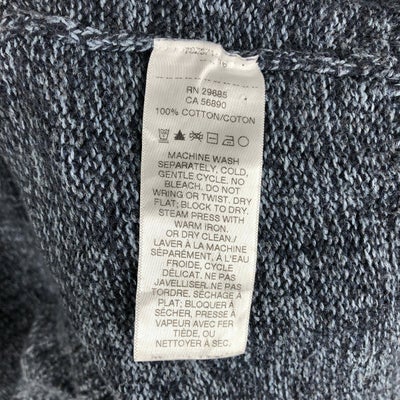 RN 29685
CA 56890
100% COTTON/COTON
MACHINE WASH
SEPARATELY, COLD,
GENTLE CYCLE. NO
BLEACH. DO NOT
WRING OR TWIST. DRY
FLAT; BLOCK TO DRY.
STEAM PRESS WITH
WARM IRON.
OR DRY CLEAN./
LAVER À LA MACHINE
SÉPARÉMENT, À L'EAU
FROIDE, CYCLE
DÉLICAT. NE PAS
JAVELLISER. NE PAS
TORDRE. SÉCHAGE À
PLAT; BLOQUER À
SÉCHER, PRESSER À
VAPEUR AVEC FER
TIÈDE, OU
NETTOYER À SEC.